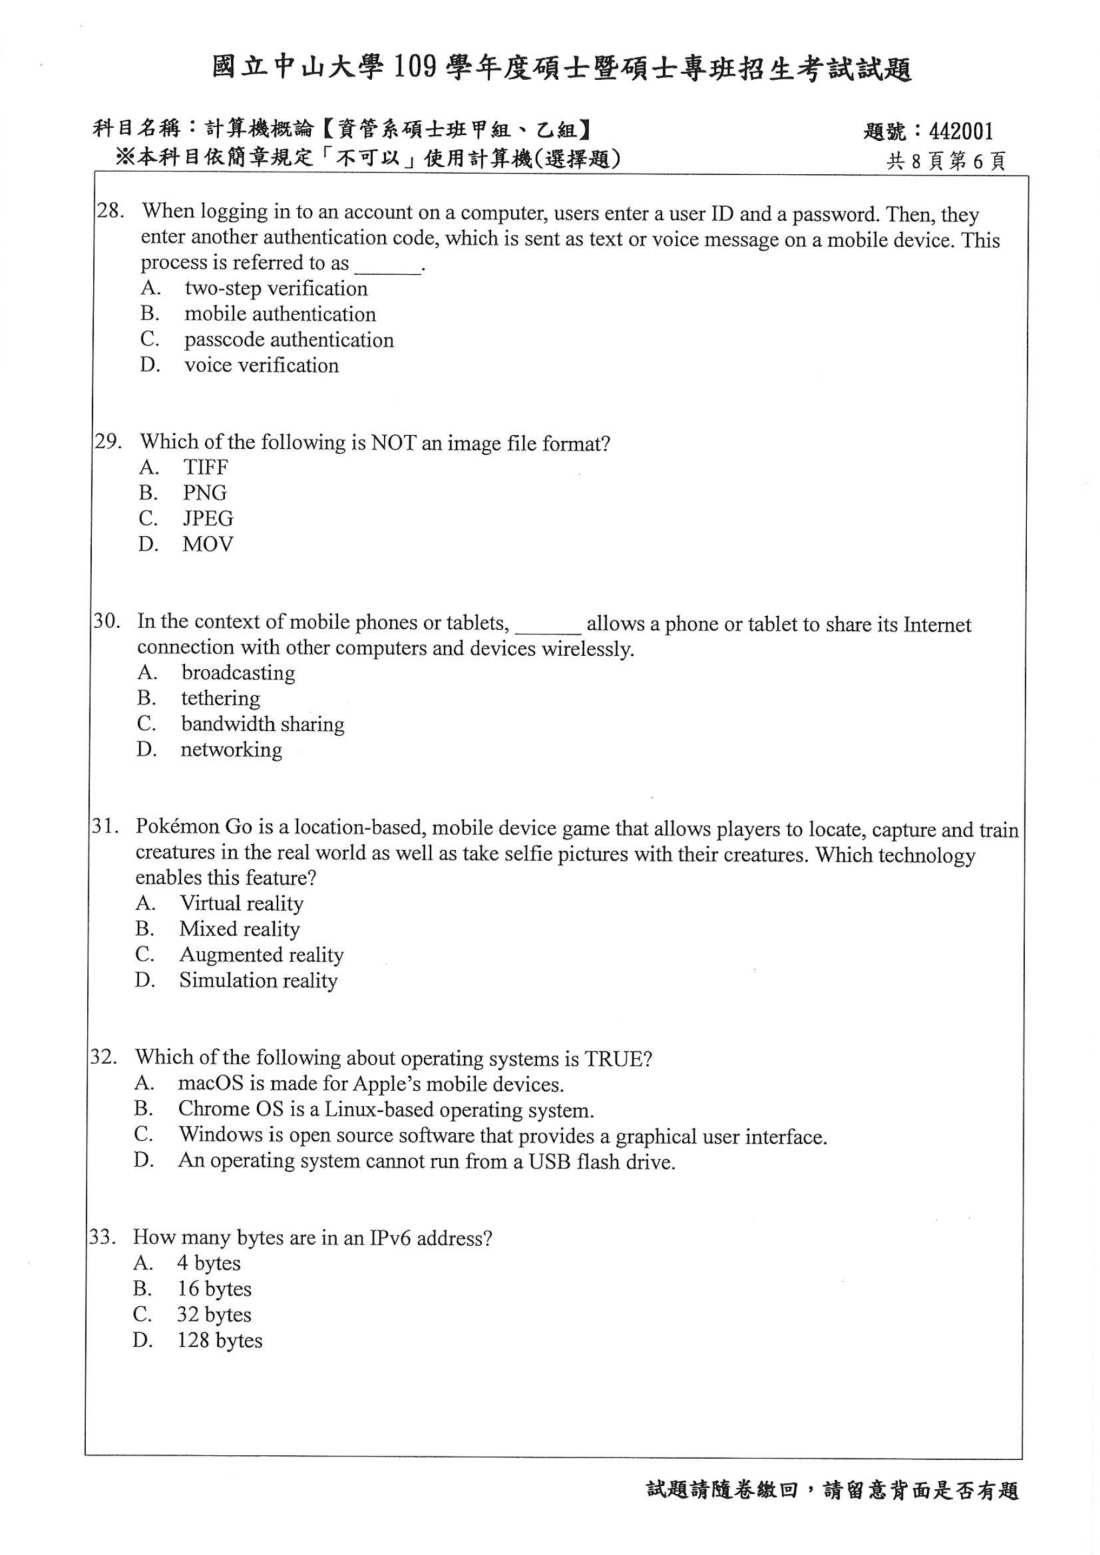 國立中山大學 109 學年度碩士暨碩士專班招生考試試題
科目名稱：計算機概論【資管系碩士班甲組、乙組】
題號：442001
※本科目依簡章規定「不可以」使用計算機(選擇題)
共 8 頁第 6 頁
28. When logging in to an account on a computer, users enter a user ID and a password. Then, they
enter another authentication code, which is sent as text or voice message on a mobile device. This
process is referred to as ______.
A. two-step verification
B. mobile authentication
C. passcode authentication
D. voice verification
29. Which of the following is NOT an image file format?
A. TIFF
B. PNG
C. JPEG
D. MOV
30. In the context of mobile phones or tablets, ______ allows a phone or tablet to share its Internet
connection with other computers and devices wirelessly.
A. broadcasting
B. tethering
C. bandwidth sharing
D. networking
31. Pokémon Go is a location-based, mobile device game that allows players to locate, capture and train
creatures in the real world as well as take selfie pictures with their creatures. Which technology
enables this feature?
A. Virtual reality
B. Mixed reality
C. Augmented reality
D. Simulation reality
32. Which of the following about operating systems is TRUE?
A. macOS is made for Apple's mobile devices.
B. Chrome OS is a Linux-based operating system.
C. Windows is open source software that provides a graphical user interface.
D. An operating system cannot run from a USB flash drive.
33. How many bytes are in an IPv6 address?
A. 4 bytes
B. 16 bytes
C. 32 bytes
D. 128 bytes
試題請隨卷繳回，請留意背面是否有題